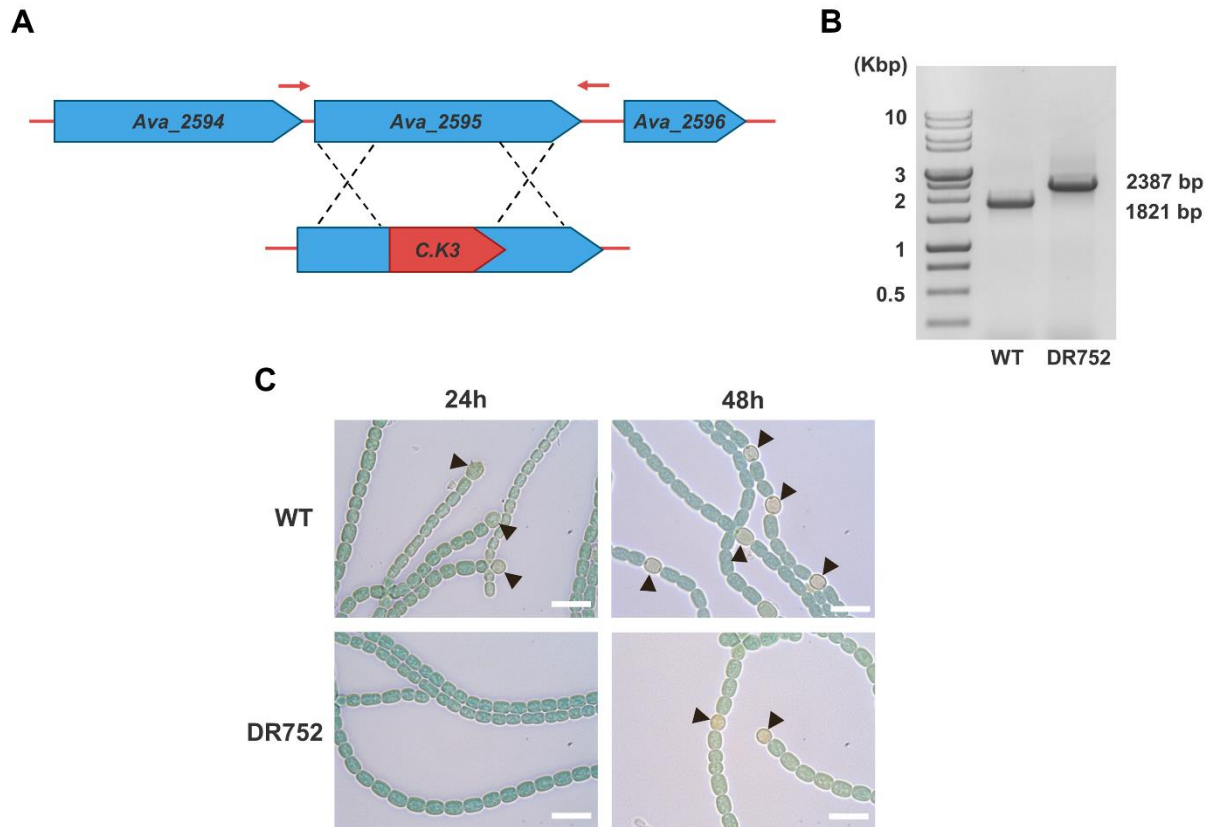 A
Ava_2594
Ava_2595
Ava_2596
C.K3
B
(Kbp)
10
3
2
1
0.5
2387 bp
1821 bp
WT DR752
C
24h 48h
WT
DR752